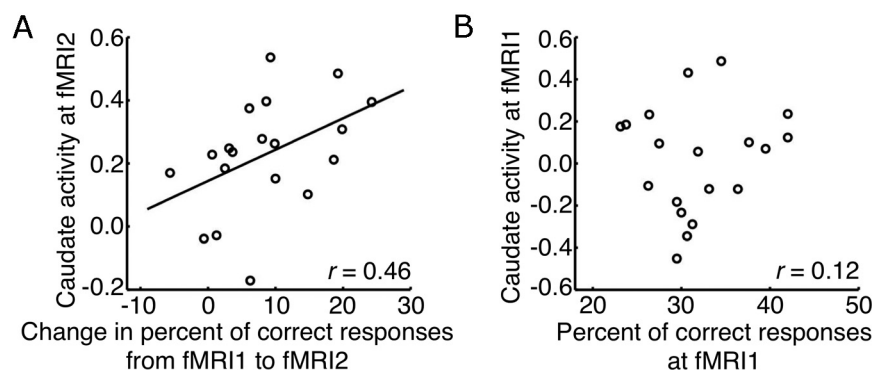 A
Caudate activity at fMRI2
0.6
0.4
0.2
0.0
-0.2
r = 0.46
-10 0 10 20 30
Change in percent of correct responses
from fMRI1 to fMRI2
B
Caudate activity at fMRI1
0.6
0.4
0.2
0.0
-0.2
-0.4
-0.6
r = 0.12
20 30 40 50
Percent of correct responses
at fMRI1